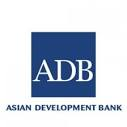 ADB
ASIAN DEVELOPMENT BANK